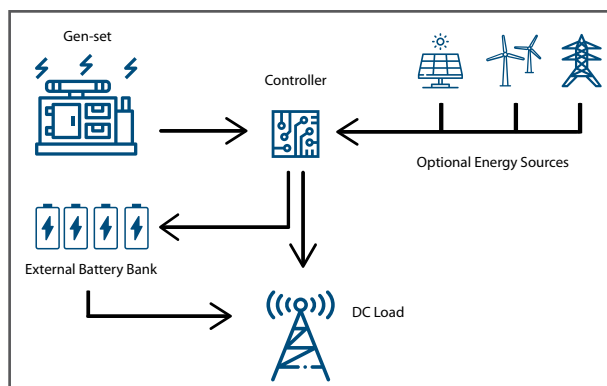 Gen-set
Controller
Optional Energy Sources
External Battery Bank
DC Load